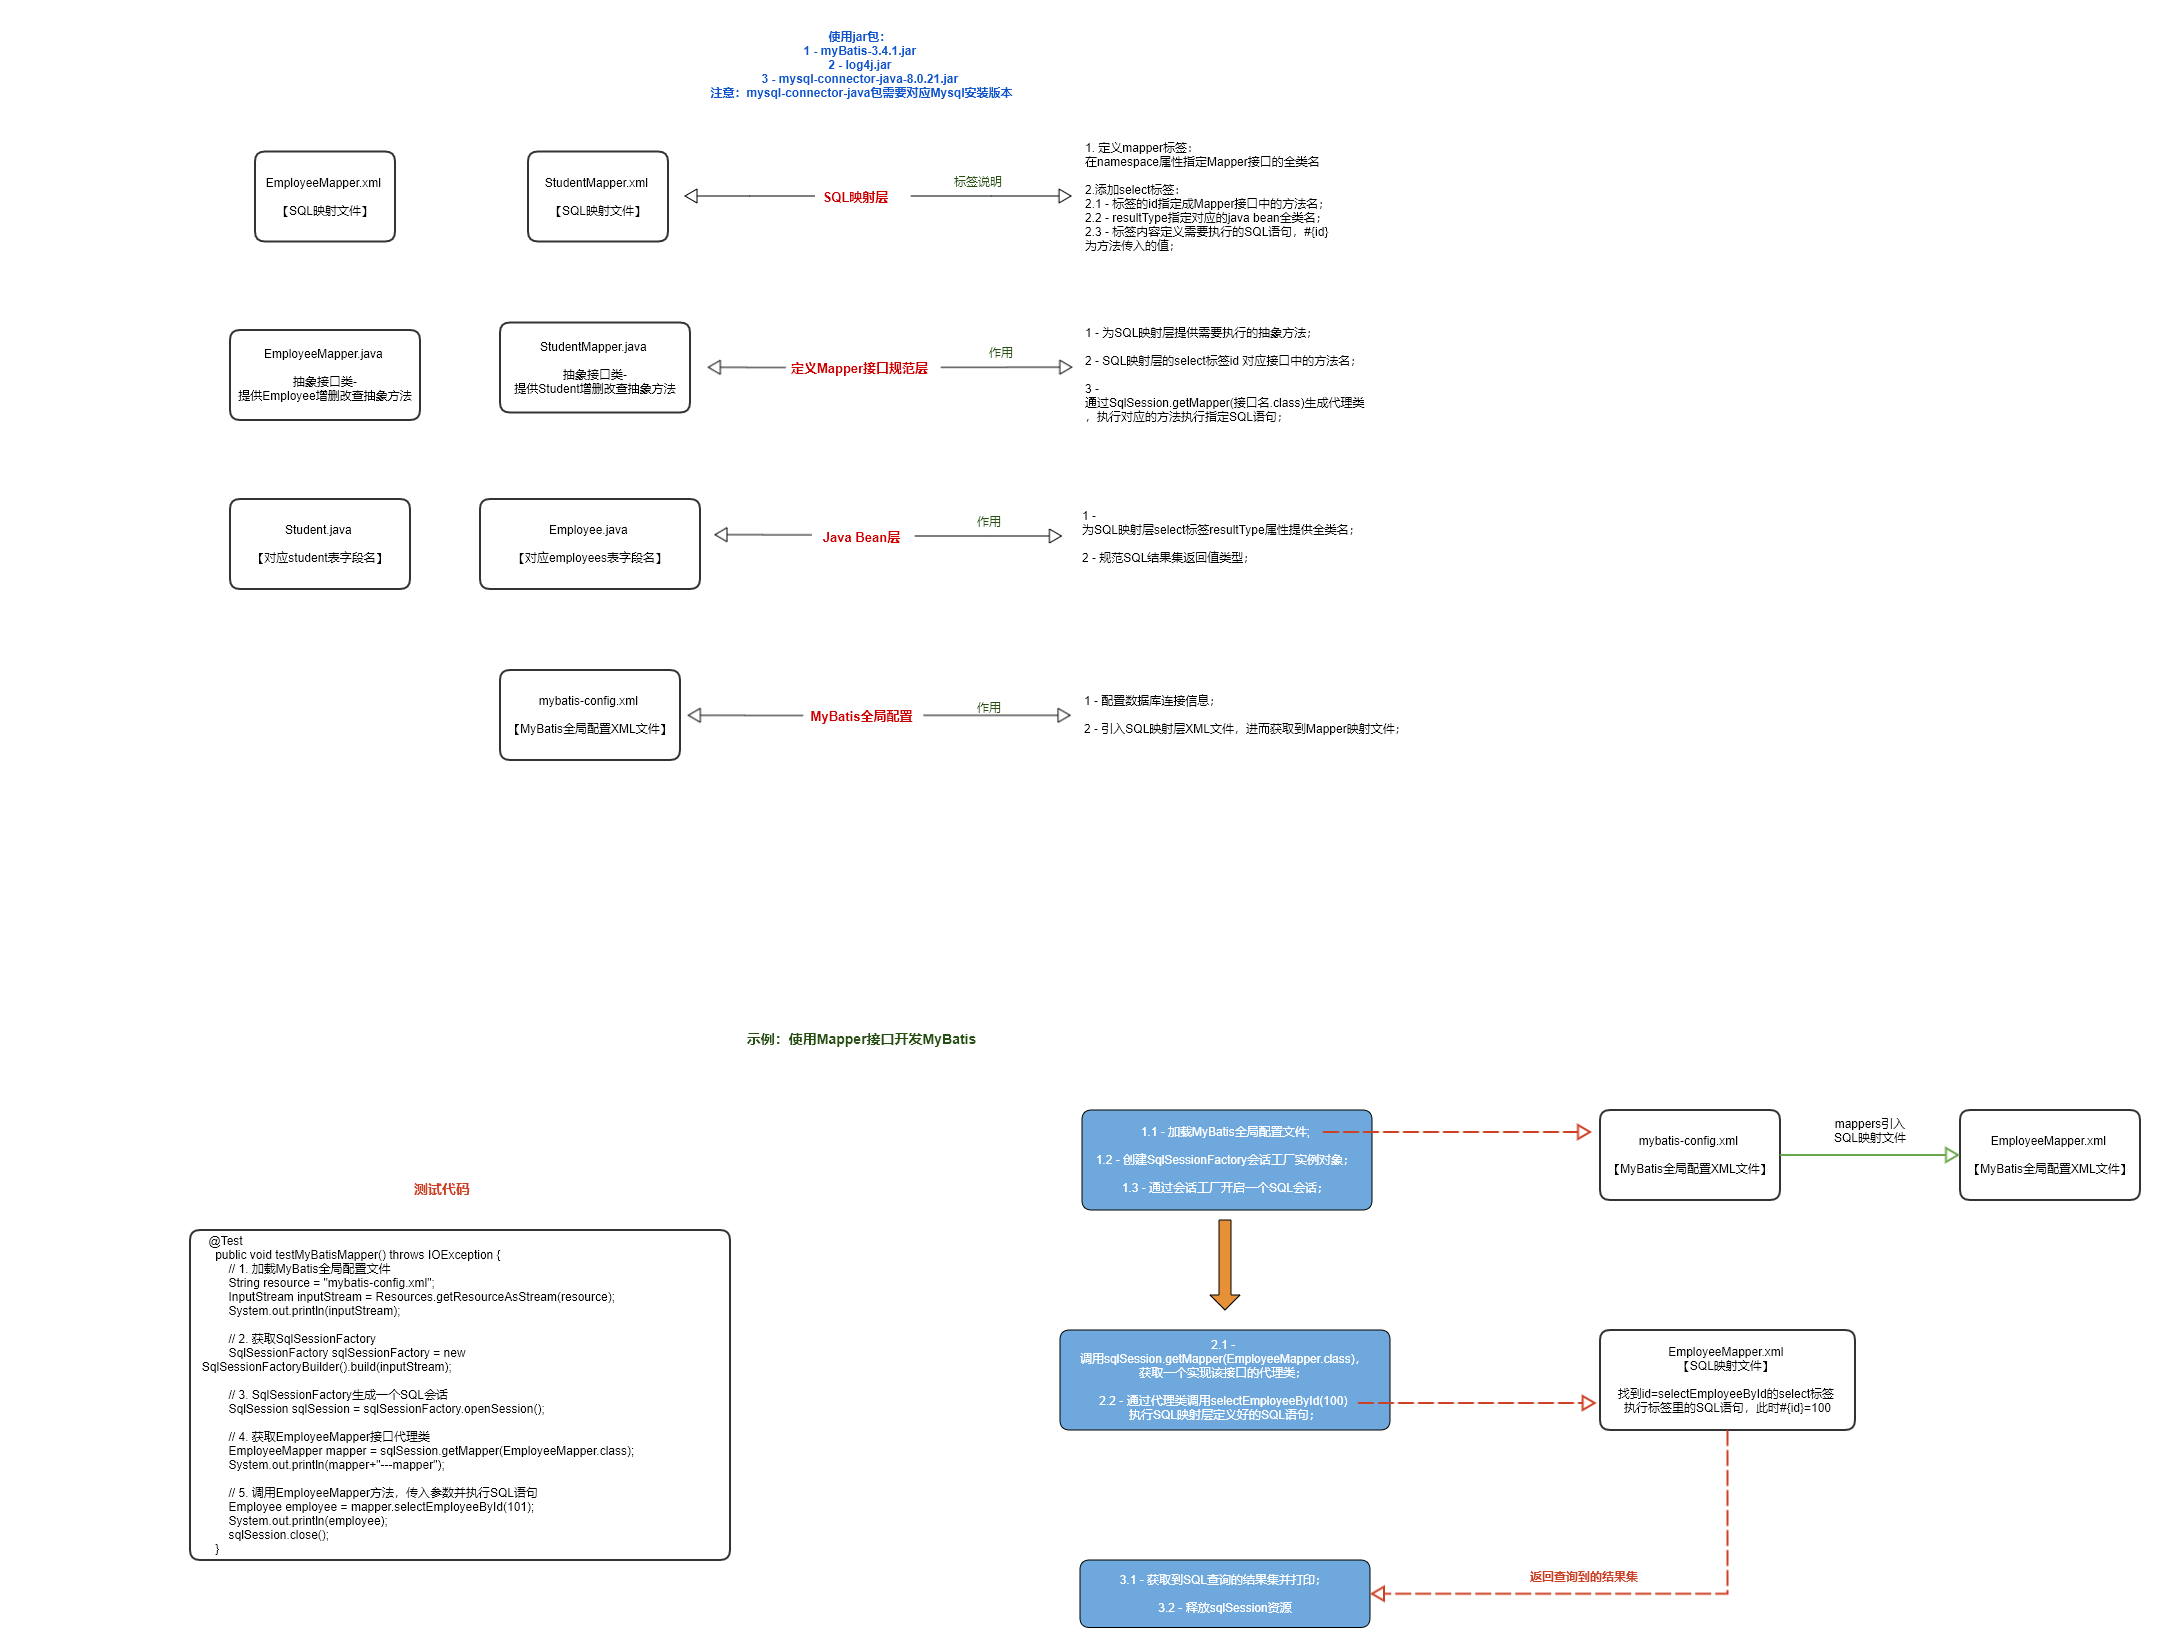 使用jar包：
1 - myBatis-3.4.1.jar
2 - log4j.jar
3 - mysql-connector-java-8.0.21.jar
注意：mysql-connector-java包需要对应Mysql安装版本
EmployeeMapper.xml
【SQL映射文件】
StudentMapper.xml
【SQL映射文件】
SQL映射层
标签说明
1. 定义mapper标签：
在namespace属性指定Mapper接口的全类名
2.添加select标签：
2.1 - 标签的id指定成Mapper接口中的方法名；
2.2 - resultType指定对应的java bean全类名；
2.3 - 标签内容定义需要执行的SQL语句，#{id}
为方法传入的值；
EmployeeMapper.java
抽象接口类-
提供Employee增删改查抽象方法
StudentMapper.java
抽象接口类-
提供Student增删改查抽象方法
定义Mapper接口规范层
作用
1 - 为SQL映射层提供需要执行的抽象方法；
2 - SQL映射层的select标签id 对应接口中的方法名；
3 -
通过SqlSession.getMapper(接口名.class)生成代理类
，执行对应的方法执行指定SQL语句；
Student.java
【对应student表字段名】
Employee.java
【对应employees表字段名】
Java Bean层
作用
1 -
为SQL映射层select标签resultType属性提供全类名；
2 - 规范SQL结果集返回值类型；
mybatis-config.xml
【MyBatis全局配置XML文件】
MyBatis全局配置
作用
1 - 配置数据库连接信息；
2 - 引入SQL映射层XML文件，进而获取到Mapper映射文件；
示例：使用Mapper接口开发MyBatis
测试代码
@Test
public void testMyBatisMapper() throws IOException {
// 1. 加载MyBatis全局配置文件
String resource = "mybatis-config.xml";
InputStream inputStream = Resources.getResourceAsStream(resource);
System.out.println(inputStream);
// 2. 获取SqlSessionFactory
SqlSessionFactory sqlSessionFactory = new
SqlSessionFactoryBuilder().build(inputStream);
// 3. SqlSessionFactory生成一个SQL会话
SqlSession sqlSession = sqlSessionFactory.openSession();
// 4. 获取EmployeeMapper接口代理类
EmployeeMapper mapper = sqlSession.getMapper(EmployeeMapper.class);
System.out.println(mapper+"---mapper");
// 5. 调用EmployeeMapper方法，传入参数并执行SQL语句
Employee employee = mapper.selectEmployeeById(101);
System.out.println(employee);
sqlSession.close();
}
1.1 - 加载MyBatis全局配置文件;
1.2 - 创建SqlSessionFactory会话工厂实例对象；
1.3 - 通过会话工厂开启一个SQL会话；
mybatis-config.xml
【MyBatis全局配置XML文件】
mappers引入
SQL映射文件
EmployeeMapper.xml
【MyBatis全局配置XML文件】
2.1 -
调用sqlSession.getMapper(EmployeeMapper.class)，
获取一个实现该接口的代理类；
2.2 - 通过代理类调用selectEmployeeById(100)
执行SQL映射层定义好的SQL语句；
EmployeeMapper.xml
【SQL映射文件】
找到id=selectEmployeeById的select标签
执行标签里的SQL语句，此时#{id}=100
返回查询到的结果集
3.1 - 获取到SQL查询的结果集并打印；
3.2 - 释放sqlSession资源